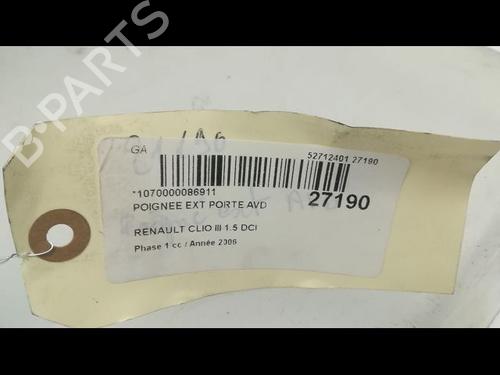 B-Parts
GA
52712401 27190
*1070000086911
POIGNEE EXT PORTE AVD
27190
RENAULT CLIO III 1.5 DCI
Phase 1 cc / Année 2006